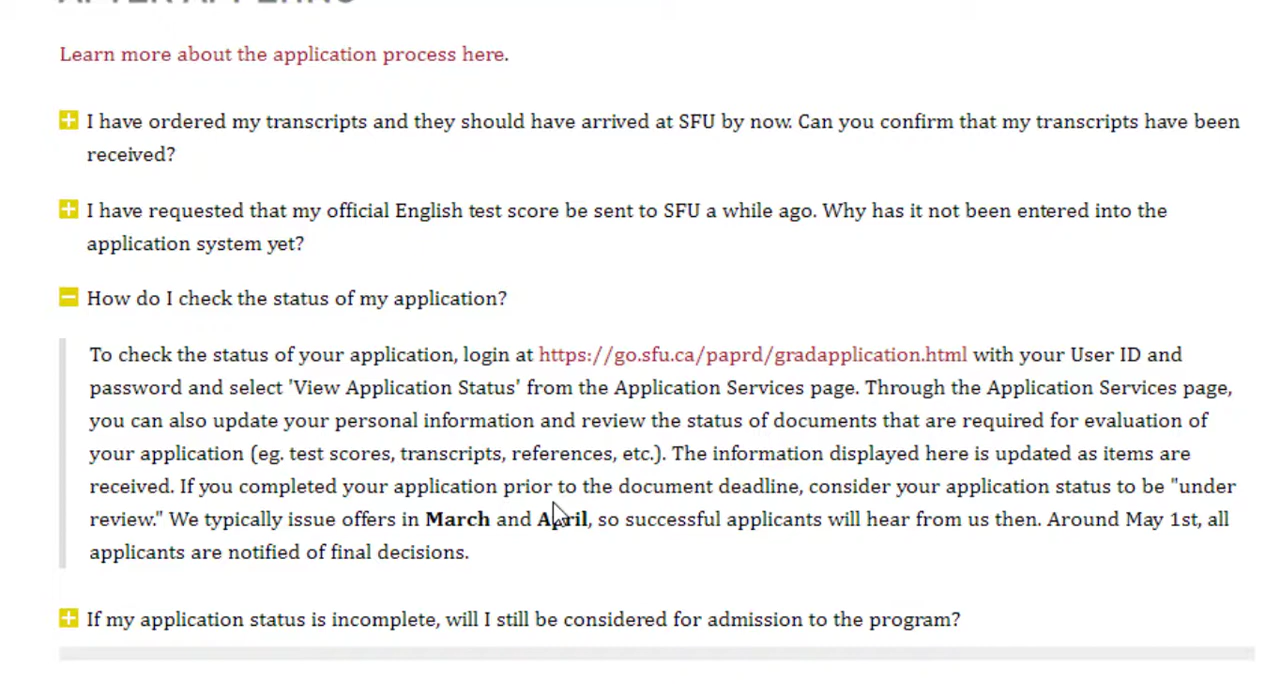 Learn more about the application process here.
I have ordered my transcripts and they should have arrived at SFU by now. Can you confirm that my transcripts have been
received?
I have requested that my official English test score be sent to SFU a while ago. Why has it not been entered into the
application system yet?
How do I check the status of my application?
To check the status of your application, login at https://go.sfu.ca/paprd/gradapplication.html with your User ID and
password and select 'View Application Status' from the Application Services page. Through the Application Services page,
you can also update your personal information and review the status of documents that are required for evaluation of
your application (eg. test scores, transcripts, references, etc.). The information displayed here is updated as items are
received. If you completed your application prior to the document deadline, consider your application status to be "under
review." We typically issue offers in March and April, so successful applicants will hear from us then. Around May 1st, all
applicants are notified of final decisions.
If my application status is incomplete, will I still be considered for admission to the program?